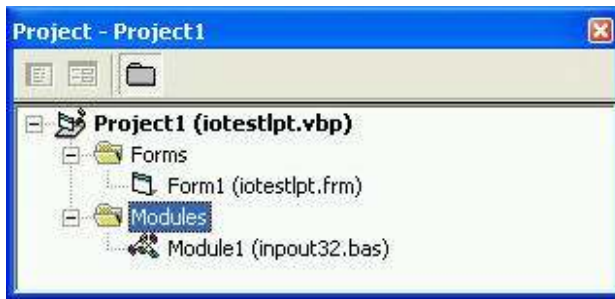 Project - Project1
Project1 (iotestlpt.vbp)
Forms
Form1 (iotestlpt.frm)
Modules
Module1 (inpout32.bas)